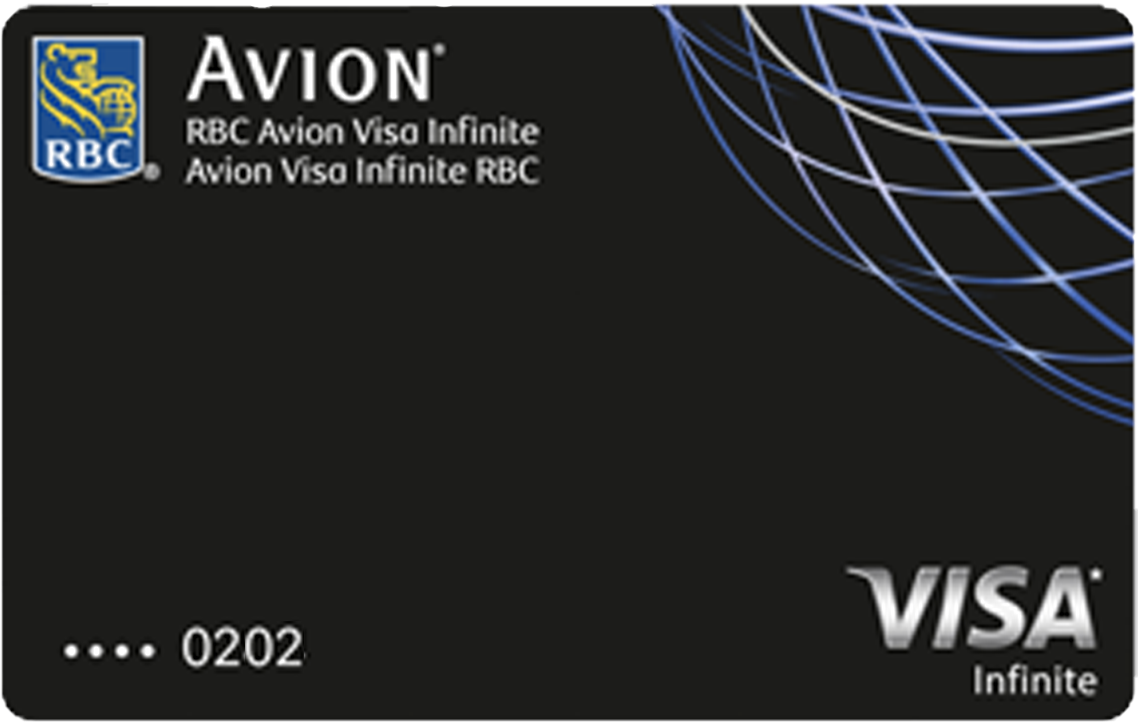 RBC®
AVION®
RBC Avion Visa Infinite
Avion Visa Infinite RBC
•••• 0202
VISA*
Infinite